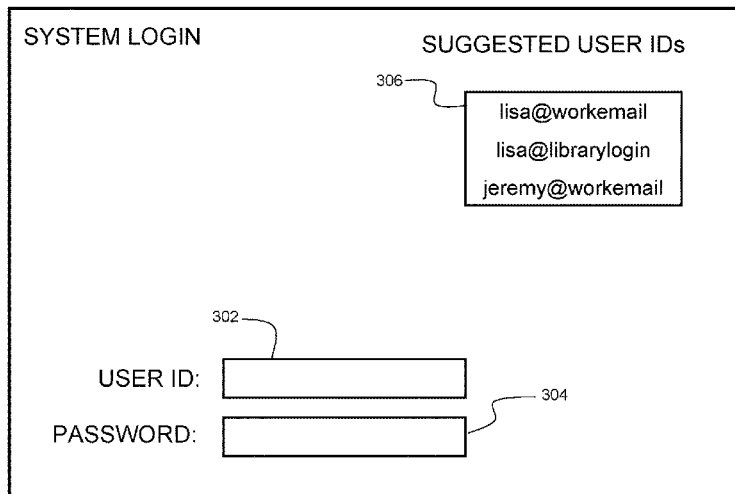 SYSTEM LOGIN
SUGGESTED USER IDs
306
lisa@workemail
lisa@librarylogin
jeremy@workemail
302
USER ID:
304
PASSWORD: